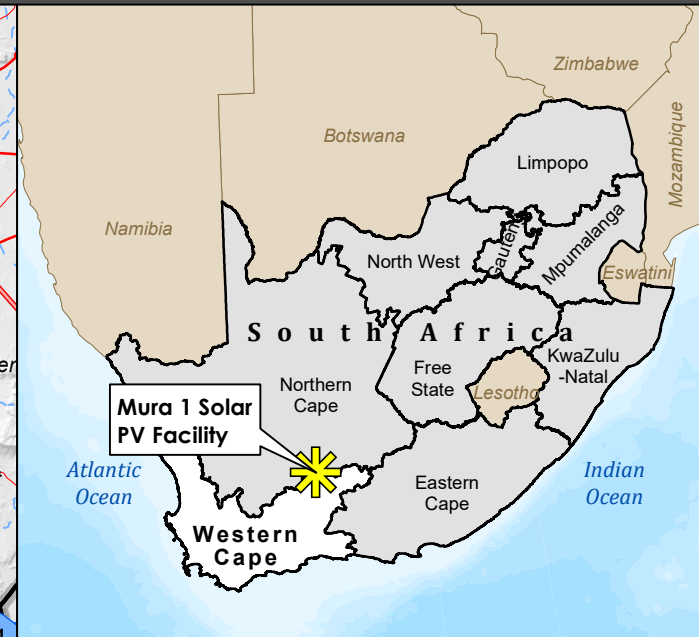 Zimbabwe
Botswana
Mozambique
Limpopo
Namibia
North West
Gauteng
Mpumalanga
Eswatini
South Africa
KwaZulu
-Natal
Free
State
Lesotho
Northern
Cape
Mura 1 Solar
PV Facility
Atlantic
Ocean
Indian
Ocean
Eastern
Cape
Western
Cape